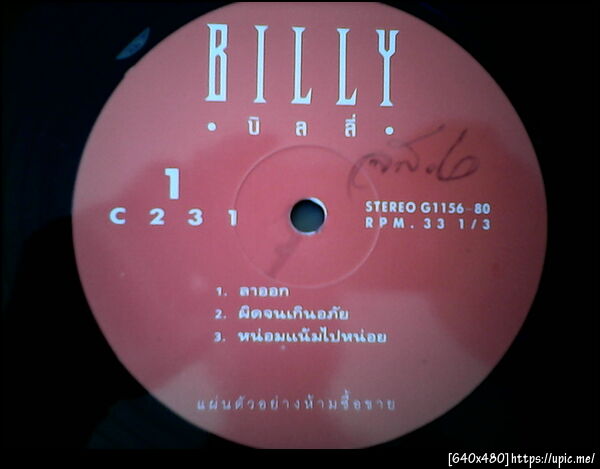 BILLY
• บิลลี่ •
1
C 2 3 1
STEREO G1156-80
RPM. 33 1/3
1. ลาออก
2. ผิดจนเกินอภัย
3. หน่อมแน้มไปหน่อย
แผ่นตัวอย่างห้ามซื้อขาย
[640x480]https://upic.me/